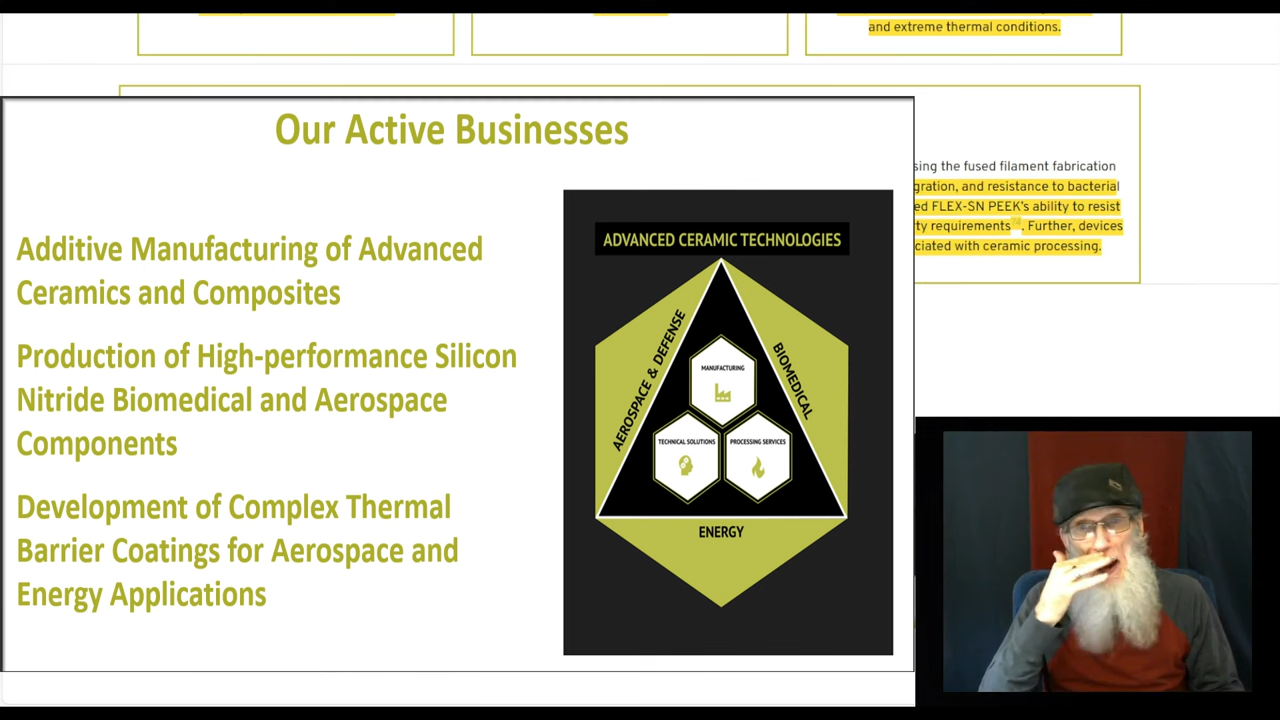 and extreme thermal conditions.
sing the fused filament fabrication
gration, and resistance to bacterial
ed FLEX-SN PEEK's ability to resist
ty requirements. Further, devices
ciated with ceramic processing.
Our Active Businesses
Additive Manufacturing of Advanced
Ceramics and Composites
Production of High-performance Silicon
Nitride Biomedical and Aerospace
Components
Development of Complex Thermal
Barrier Coatings for Aerospace and
Energy Applications
ADVANCED CERAMIC TECHNOLOGIES
AEROSPACE & DEFENSE
BIOMEDICAL
MANUFACTURING
TECHNICAL SOLUTIONS
PROCESSING SERVICES
ENERGY